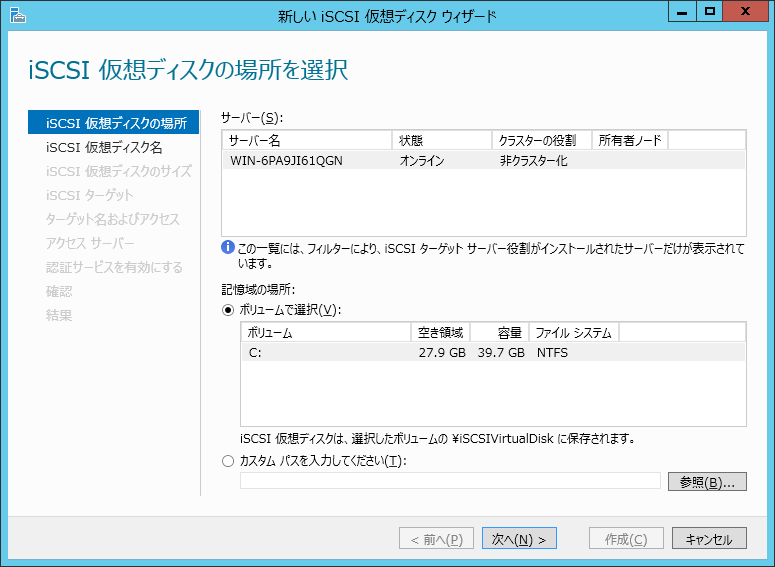 新しい iSCSI 仮想ディスク ウィザード
iSCSI 仮想ディスクの場所を選択
iSCSI 仮想ディスクの場所
iSCSI 仮想ディスク名
iSCSI 仮想ディスクのサイズ
iSCSI ターゲット
ターゲット名およびアクセス
アクセス サーバー
認証サービスを有効にする
確認
結果
サーバー(S):
サーバー名 状態 クラスターの役割 所有者ノード
WIN-6PA9JI61QGN オンライン 非クラスター化
この一覧には、フィルターにより、iSCSI ターゲット サーバー役割がインストールされたサーバーだけが表示されて
います。
記憶域の場所:
ボリュームで選択(V):
ボリューム 空き領域 容量 ファイル システム
C: 27.9 GB 39.7 GB NTFS
iSCSI 仮想ディスクは、選択したボリュームの ¥iSCSIVirtualDisk に保存されます。
カスタム パスを入力してください(T):
参照(B)...
< 前へ(P) 次へ(N) > 作成(C) キャンセル